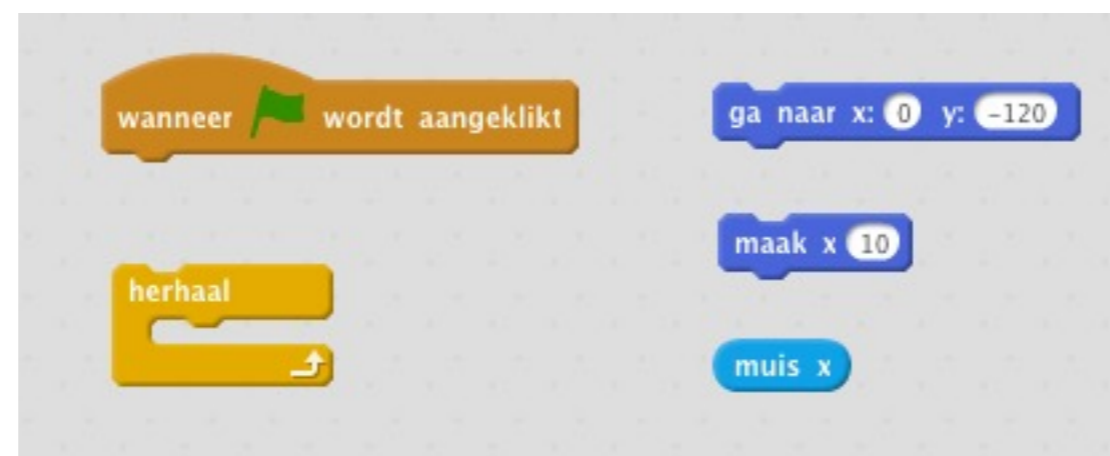 wanneer wordt aangeklikt
herhaal
ga naar x: 0 y: -120
maak x 10
muis x